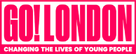 GO! LONDON
CHANGING THE LIVES OF YOUNG PEOPLE